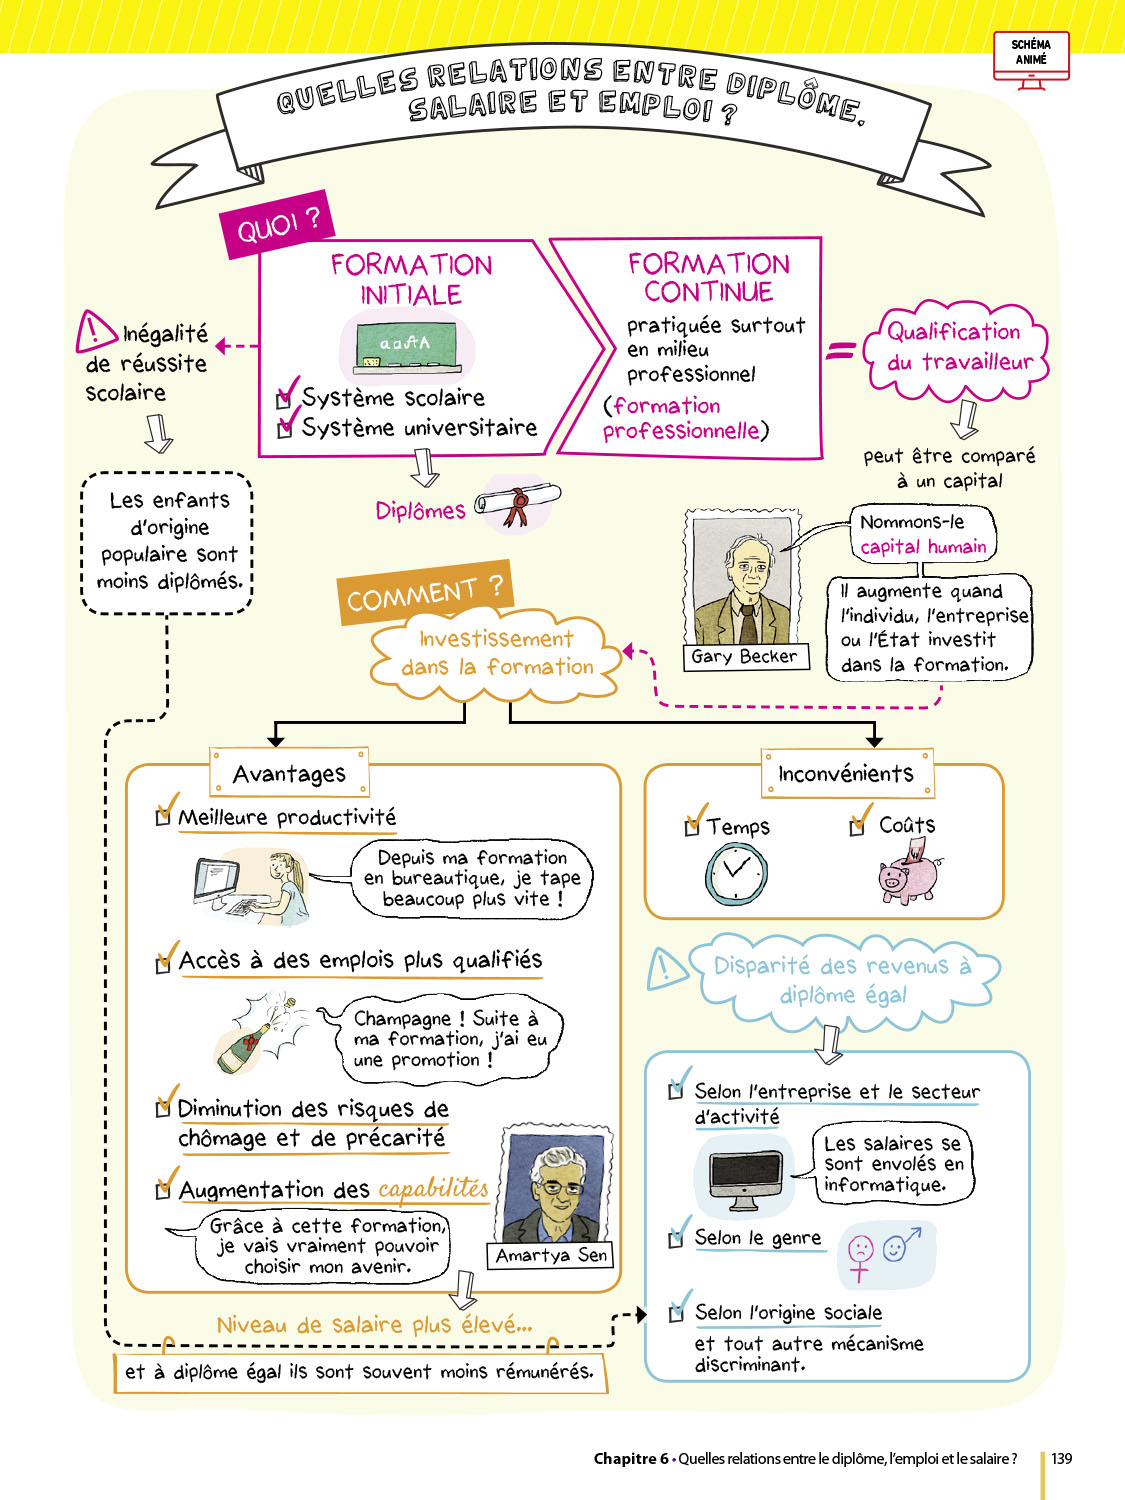 SCHÉMA
ANIMÉ
QUELLES RELATIONS ENTRE DIPLÔME,
SALAIRE ET EMPLOI ?
QUOI ?
FORMATION
INITIALE
aaAA
Système scolaire
Système universitaire
FORMATION
CONTINUE
pratiquée surtout
en milieu
professionnel
(formation
professionnelle)
=
Qualification
du travailleur
Inégalité
de réussite
scolaire
Les enfants
d'origine
populaire sont
moins diplômés.
Diplômes
peut être comparé
à un capital
Nommons-le
capital humain
Il augmente quand
l'individu, l'entreprise
ou l'État investit
dans la formation.
Gary Becker
COMMENT ?
Investissement
dans la formation
Avantages
Meilleure productivité
Depuis ma formation
en bureautique, je tape
beaucoup plus vite !
Accès à des emplois plus qualifiés
Champagne ! Suite à
ma formation, j'ai eu
une promotion !
Diminution des risques de
chômage et de précarité
Augmentation des capabilités
Grâce à cette formation,
je vais vraiment pouvoir
choisir mon avenir.
Amartya Sen
Niveau de salaire plus élevé...
et à diplôme égal ils sont souvent moins rémunérés.
Inconvénients
Temps
Coûts
Disparité des revenus à
diplôme égal
Selon l'entreprise et le secteur
d'activité
Les salaires se
sont envolés en
informatique.
Selon le genre
Selon l'origine sociale
et tout autre mécanisme
discriminant.
Chapitre 6 • Quelles relations entre le diplôme, l'emploi et le salaire ? 139